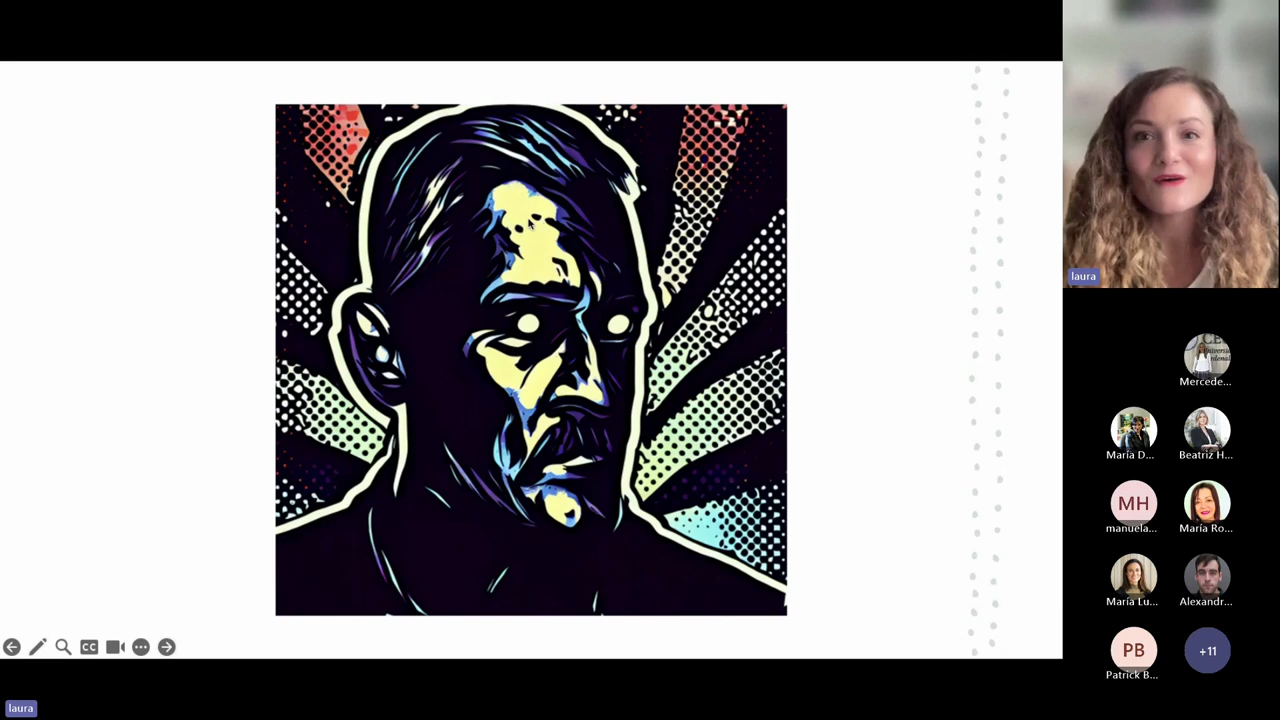 laura
Mercede...
María D...
Beatriz H...
MH
manuela...
María Ro...
María Lu...
Alexandr...
PB
+11
Patrick B...
CC
laura